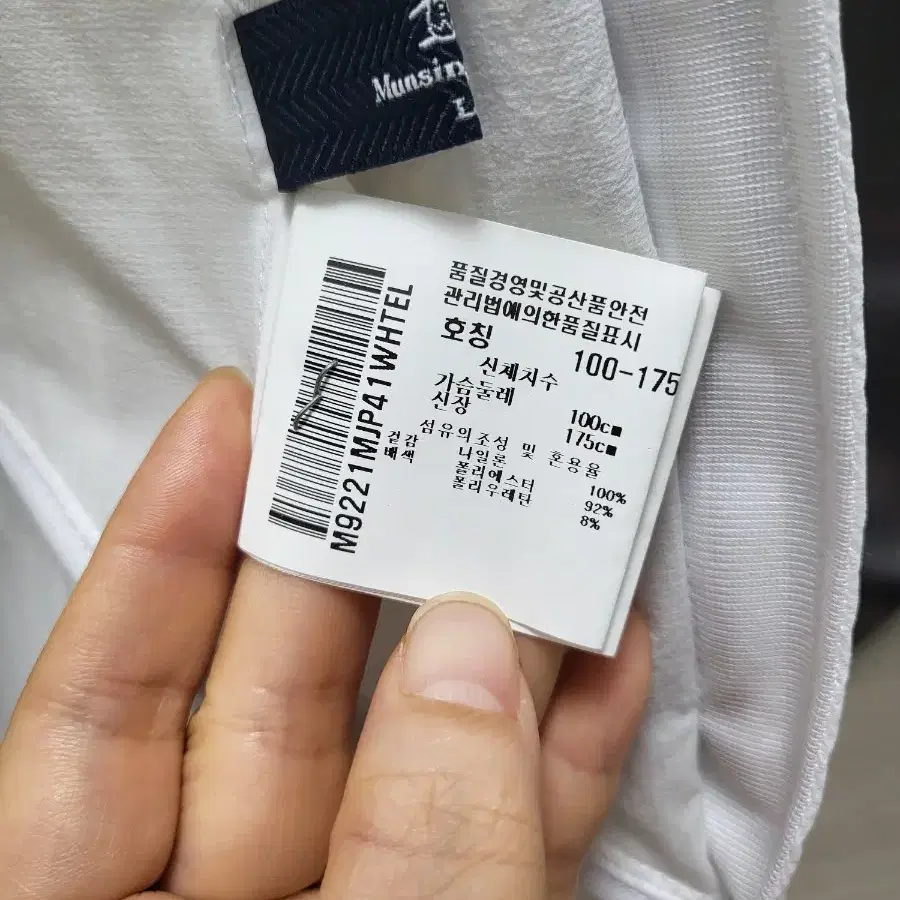 Munsin
L
M9221MJP41WHTEL
품질경영및공산품안전
관리법에의한품질표시
호칭 100-175
신체치수
가슴둘레 100c■
신장 175c■
섬유의조성 및 혼용율
겉감 나일론 100%
배색 폴리에스터 92%
폴리우레탄 8%